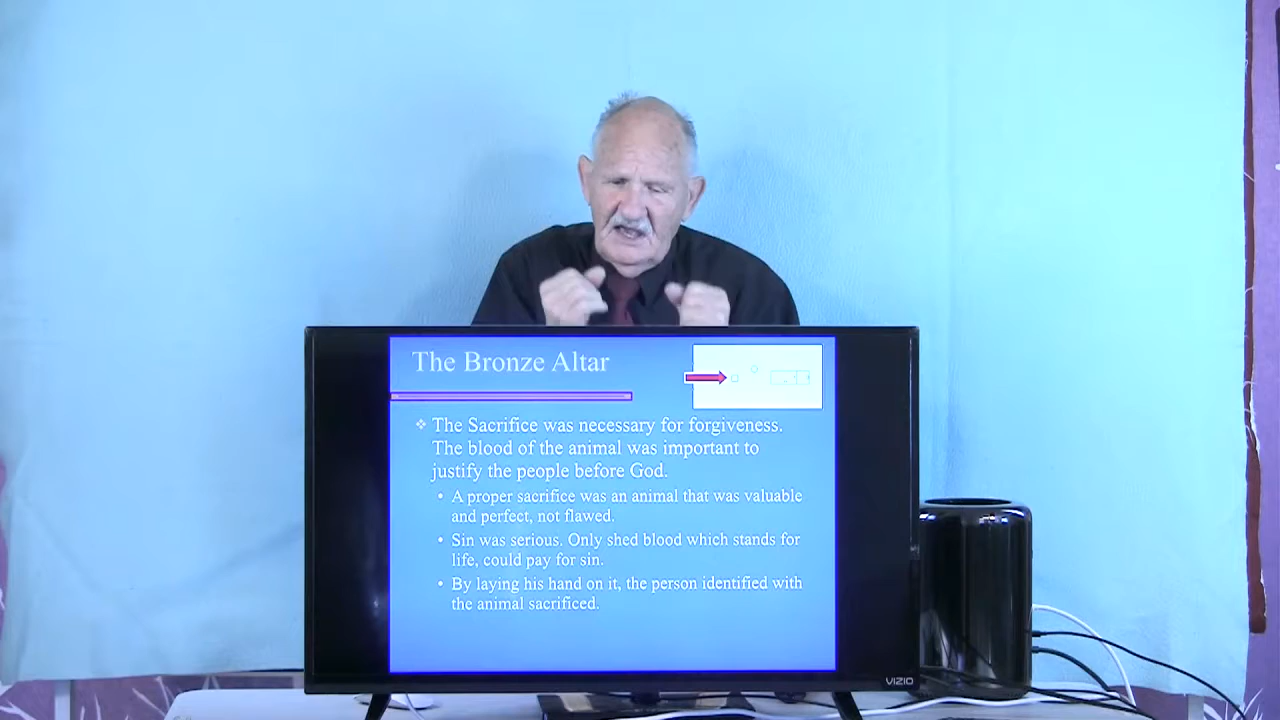 The Bronze Altar
The Sacrifice was necessary for forgiveness.
The blood of the animal was important to
justify the people before God.
A proper sacrifice was an animal that was valuable
and perfect, not flawed.
Sin was serious. Only shed blood which stands for
life, could pay for sin.
By laying his hand on it, the person identified with
the animal sacrificed.
VIZIO